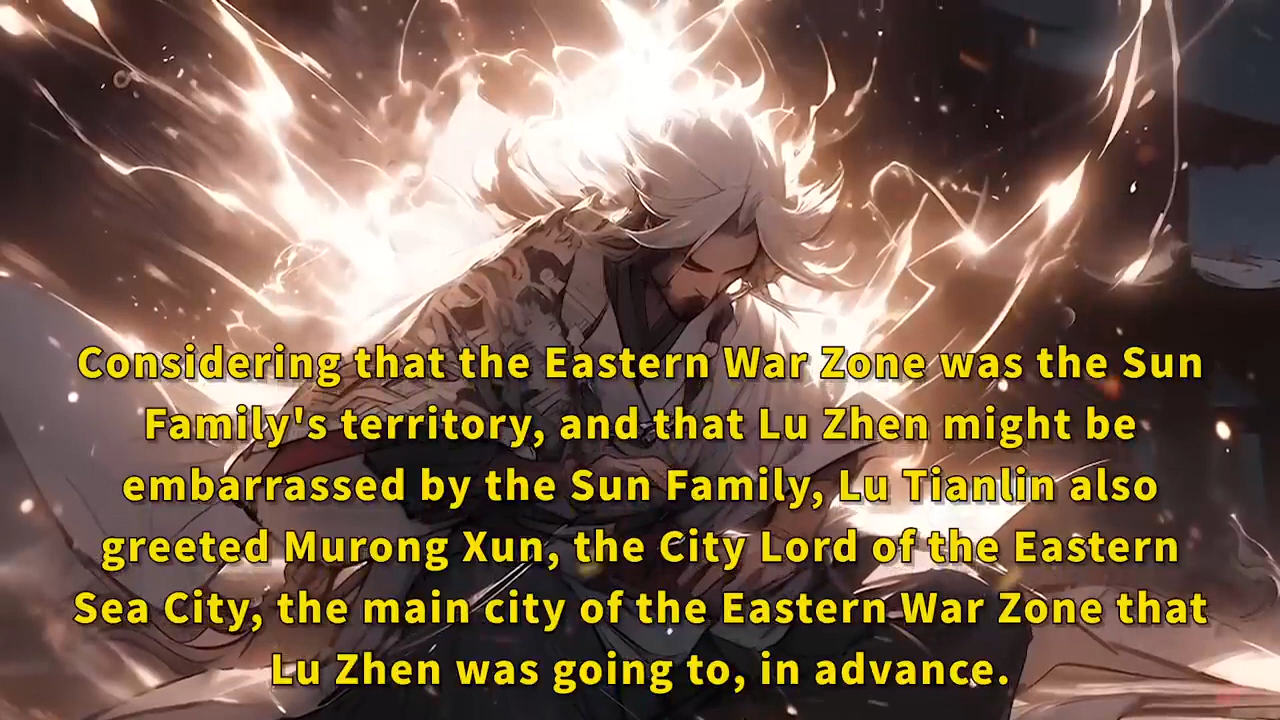 Considering that the Eastern War Zone was the Sun
Family's territory, and that Lu Zhen might be
embarrassed by the Sun Family, Lu Tianlin also
greeted Murong Xun, the City Lord of the Eastern
Sea City, the main city of the Eastern War Zone that
Lu Zhen was going to, in advance.